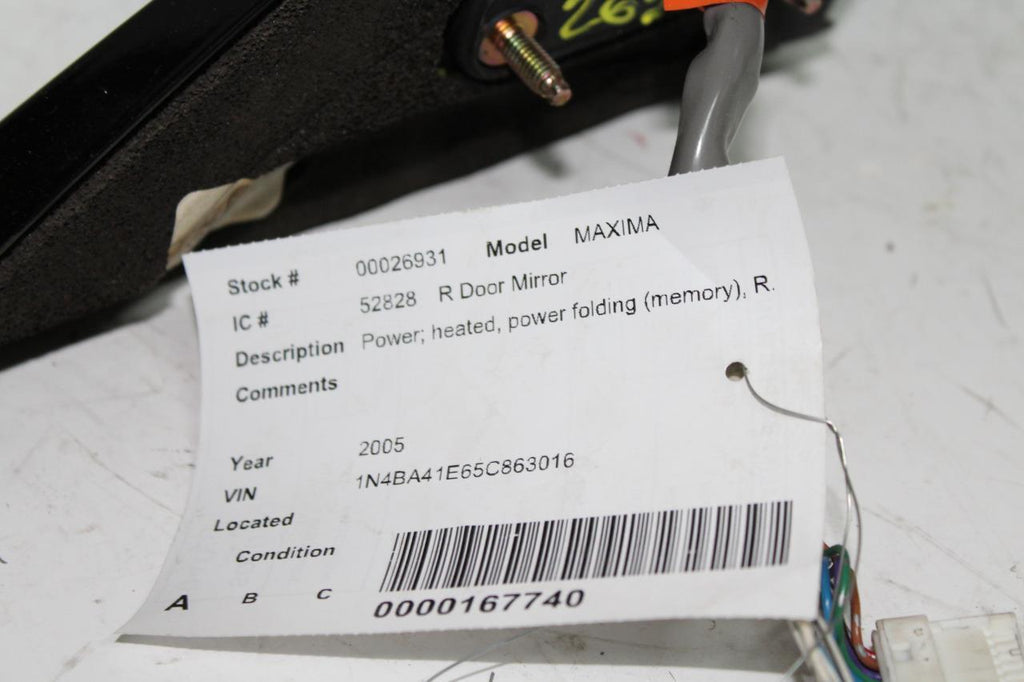 Stock # 00026931 Model MAXIMA
IC # 52828 R Door Mirror
Description Power; heated, power folding (memory), R.
Comments
Year 2005
VIN 1N4BA41E65C863016
Located
Condition
A B C
0000167740